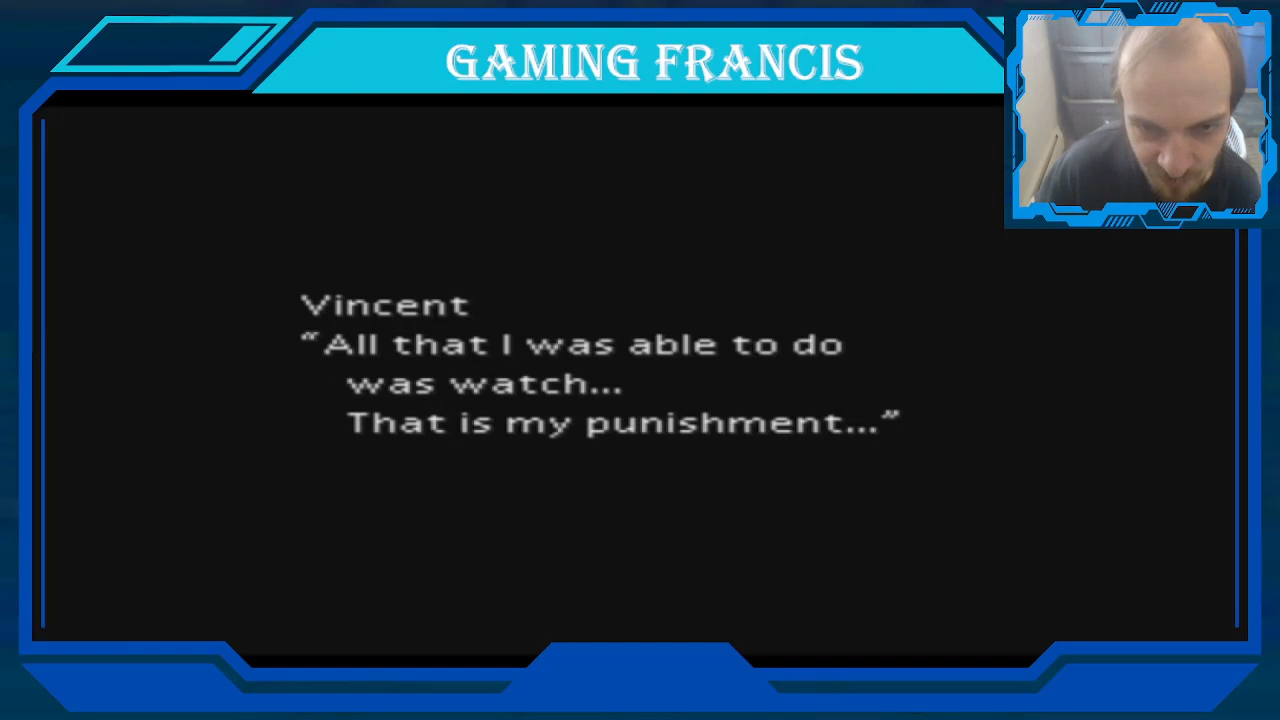 GAMING FRANCIS
Vincent
“All that I was able to do
was watch...
That is my punishment...”